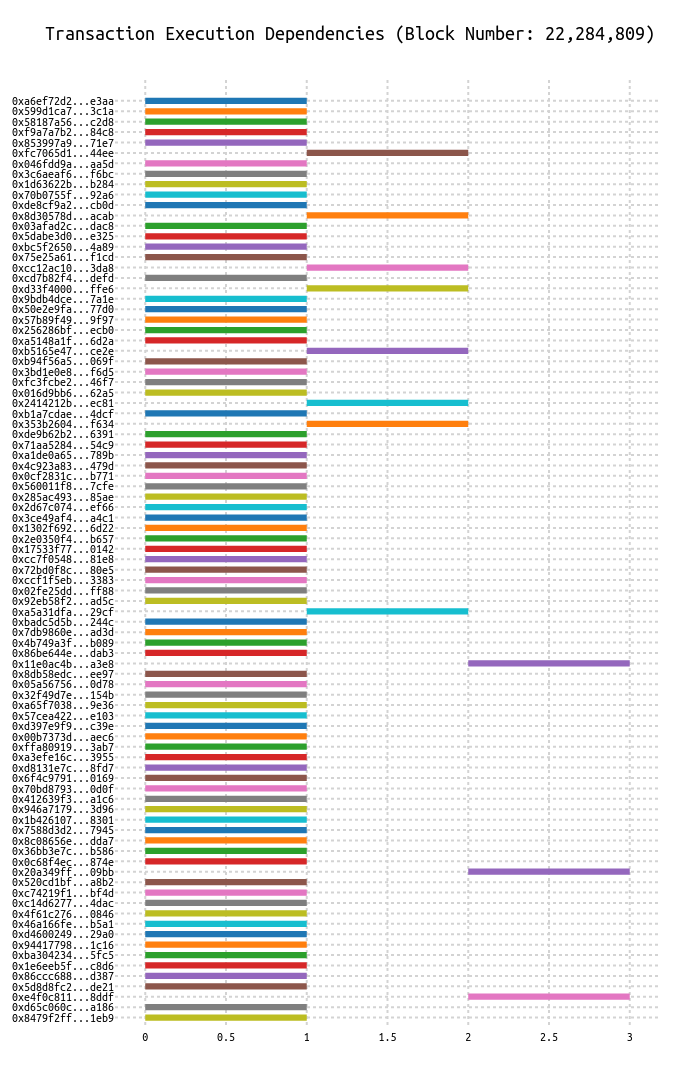 Transaction Execution Dependencies (Block Number: 22,284,809)
0xa6ef72d2...e3aa
0x599d1ca7...3c1a
0x58187a56...c2d8
0xf9a7a7b2...84c8
0x853997a9...71e7
0xfc7065d1...44ee
0x046fdd9a...aa5d
0x3c6aeaf6...f6bc
0x1d63622b...b284
0x70b0755f...92a6
0xde8cf9a2...cb0d
0x8d30578d...acab
0x03afad2c...dac8
0x5dabe3d0...e325
0xbc5f2650...4a89
0x75e25a61...f1cd
0xcc12ac10...3da8
0xcd7b82f4...defd
0xd33f4000...ffe6
0x9bdb4dce...7a1e
0x50e2e9fa...77d0
0x57b89f49...9f97
0x256286bf...ecb0
0xa5148a1f...6d2a
0xb5165e47...ce2e
0xb94f56a5...069f
0x3bd1e0e8...f6d5
0xfc3fcbe2...46f7
0x016d9bb6...62a5
0x2414212b...ec81
0xb1a7cdae...4dcf
0x353b2604...f634
0xde9b62b2...6391
0x71aa5284...54c9
0xa1de0a65...789b
0x4c923a83...479d
0x0cf2831c...b771
0x560011f8...7cfe
0x285ac493...85ae
0x2d67c074...ef66
0x3ce49af4...a4c1
0x1302f692...6d22
0x2e0350f4...b657
0x17533f77...0142
0xcc7f0548...81e8
0x72bd0f8c...80e5
0xccf1f5eb...3383
0x02fe25dd...ff88
0x92eb58f2...ad5c
0xa5a31dfa...29cf
0xbadc5d5b...244c
0x7db9860e...ad3d
0x4b749a3f...b089
0x86be644e...dab3
0x11e0ac4b...a3e8
0x8db58edc...ee97
0x05a56756...0d78
0x32f49d7e...154b
0xa65f7038...9e36
0x57cea422...e103
0xd397e9f9...c39e
0x00b7373d...aec6
0xffa80919...3ab7
0xa3efe16c...3955
0xd8131e7c...8fd7
0x6f4c9791...0169
0x70bd8793...0d0f
0x412639f3...a1c6
0x946a7179...3d96
0x1b426107...8301
0x7588d3d2...7945
0x8c08656e...dda7
0x36bb3e7c...b586
0x0c68f4ec...874e
0x20a349ff...09bb
0x520cd1bf...a8b2
0xc74219f1...bf4d
0xc14d6277...4dac
0x4f61c276...0846
0x46a166fe...b5a1
0xd4600249...29a0
0x94417798...1c16
0xba304234...5fc5
0x1e6eeb5f...c8d6
0x86ccc688...d387
0x5d8d8fc2...de21
0xe4f0c811...8ddf
0xd65c060c...a186
0x8479f2ff...1eb9
0 0.5 1 1.5 2 2.5 3